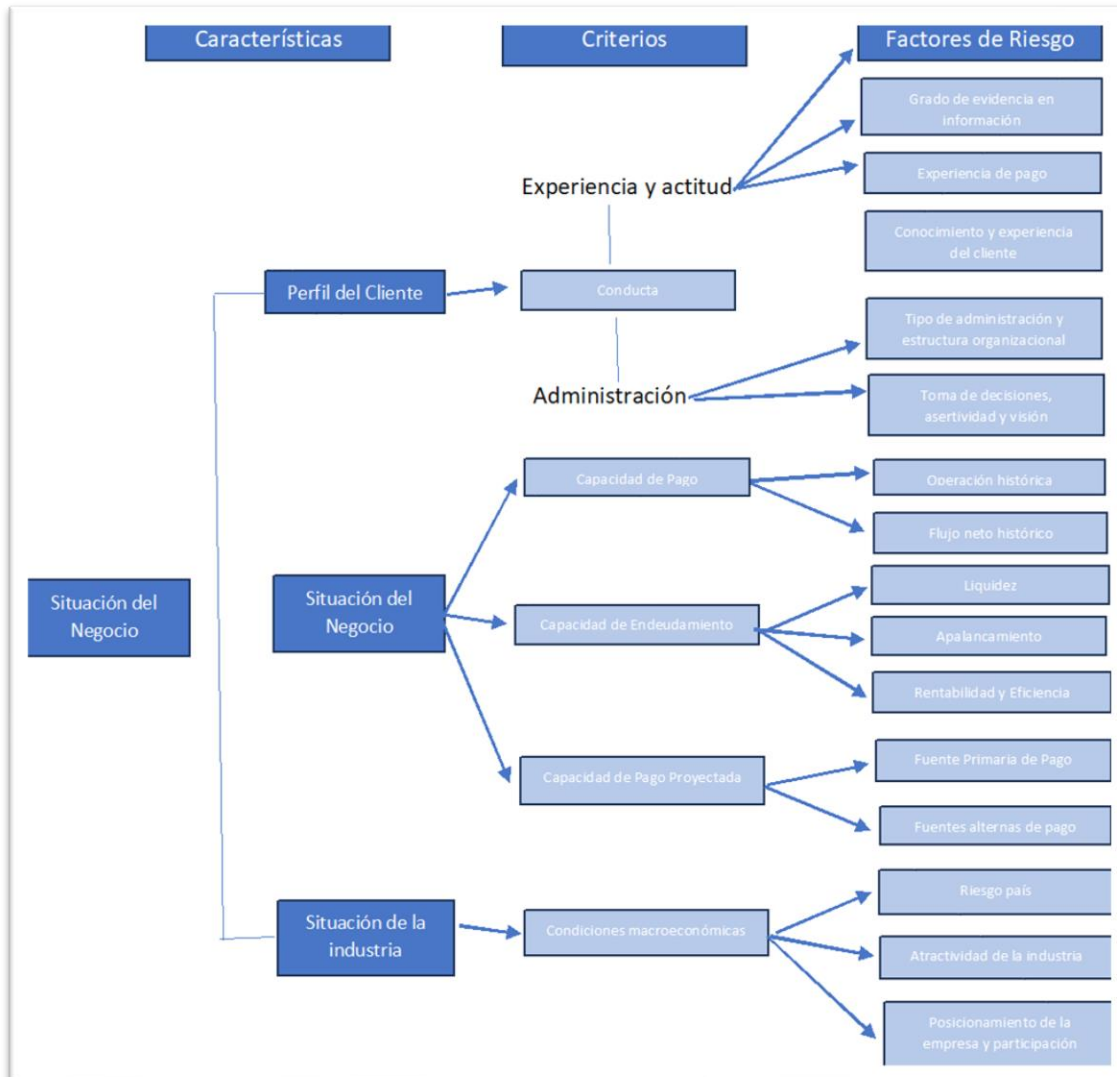 Características
Criterios
Factores de Riesgo
Grado de evidencia en
información
Experiencia y actitud
Experiencia de pago
Conocimiento y experiencia
del cliente
Perfil del Cliente
Conducta
Tipo de administración y
estructura organizacional
Administración
Toma de decisiones,
asertividad y visión
Capacidad de Pago
Operación histórica
Flujo neto histórico
Situación del
Negocio
Situación del
Negocio
Capacidad de Endeudamiento
Liquidez
Apalancamiento
Rentabilidad y Eficiencia
Capacidad de Pago Proyectada
Fuente Primaria de Pago
Fuentes alternas de pago
Situación de la
industria
Condiciones macroeconómicas
Riesgo país
Atractividad de la industria
Posicionamiento de la
empresa y participación